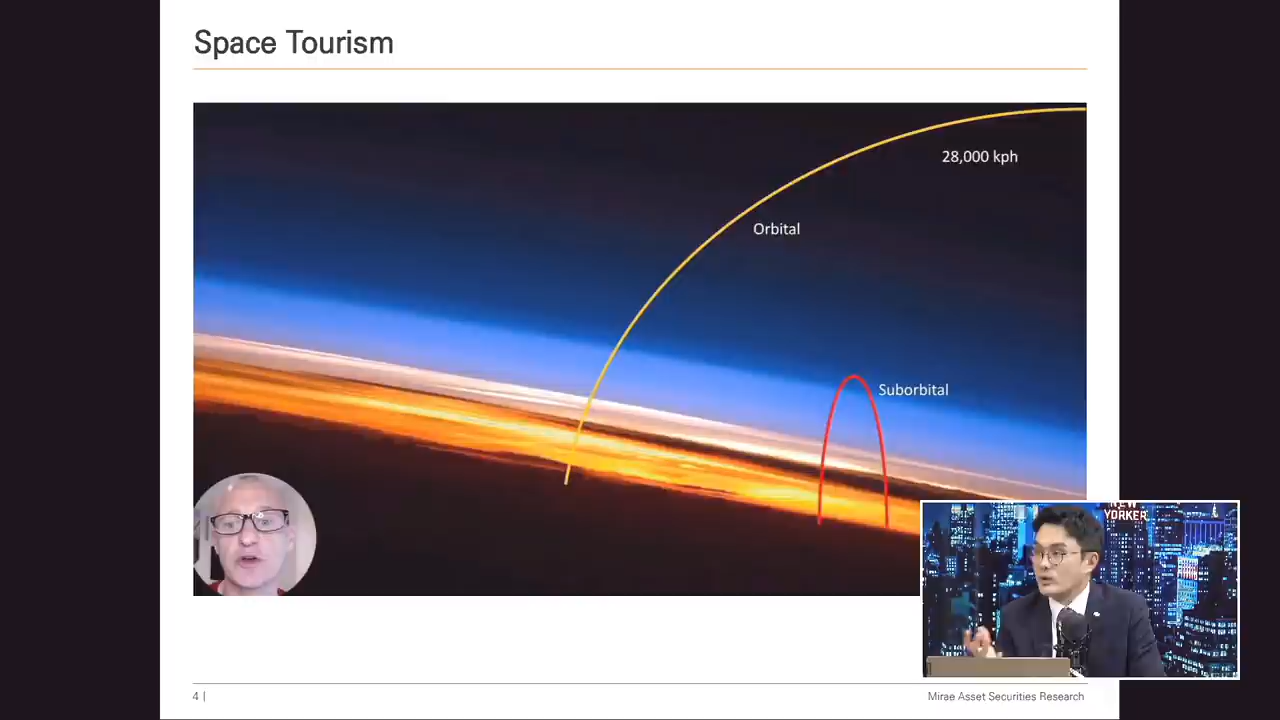 Space Tourism
28,000 kph
Orbital
Suborbital
NEW
YORKER
4 |
Mirae Asset Securities Research